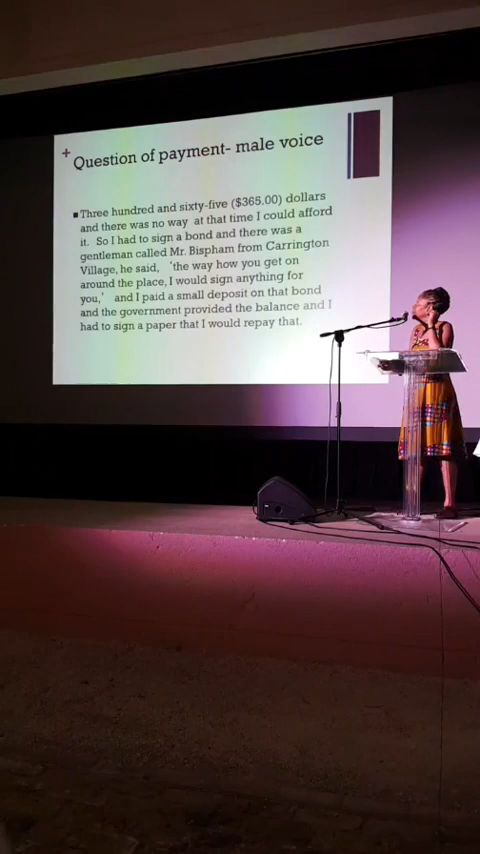 Question of payment- male voice
Three hundred and sixty-five ($365.00) dollars
and there was no way at that time I could afford
it. So I had to sign a bond and there was a
gentleman called Mr. Bispham from Carrington
Village, he said, ‘the way how you get on
around the place, I would sign anything for
you,’ and I paid a small deposit on that bond
and the government provided the balance and I
had to sign a paper that I would repay that.